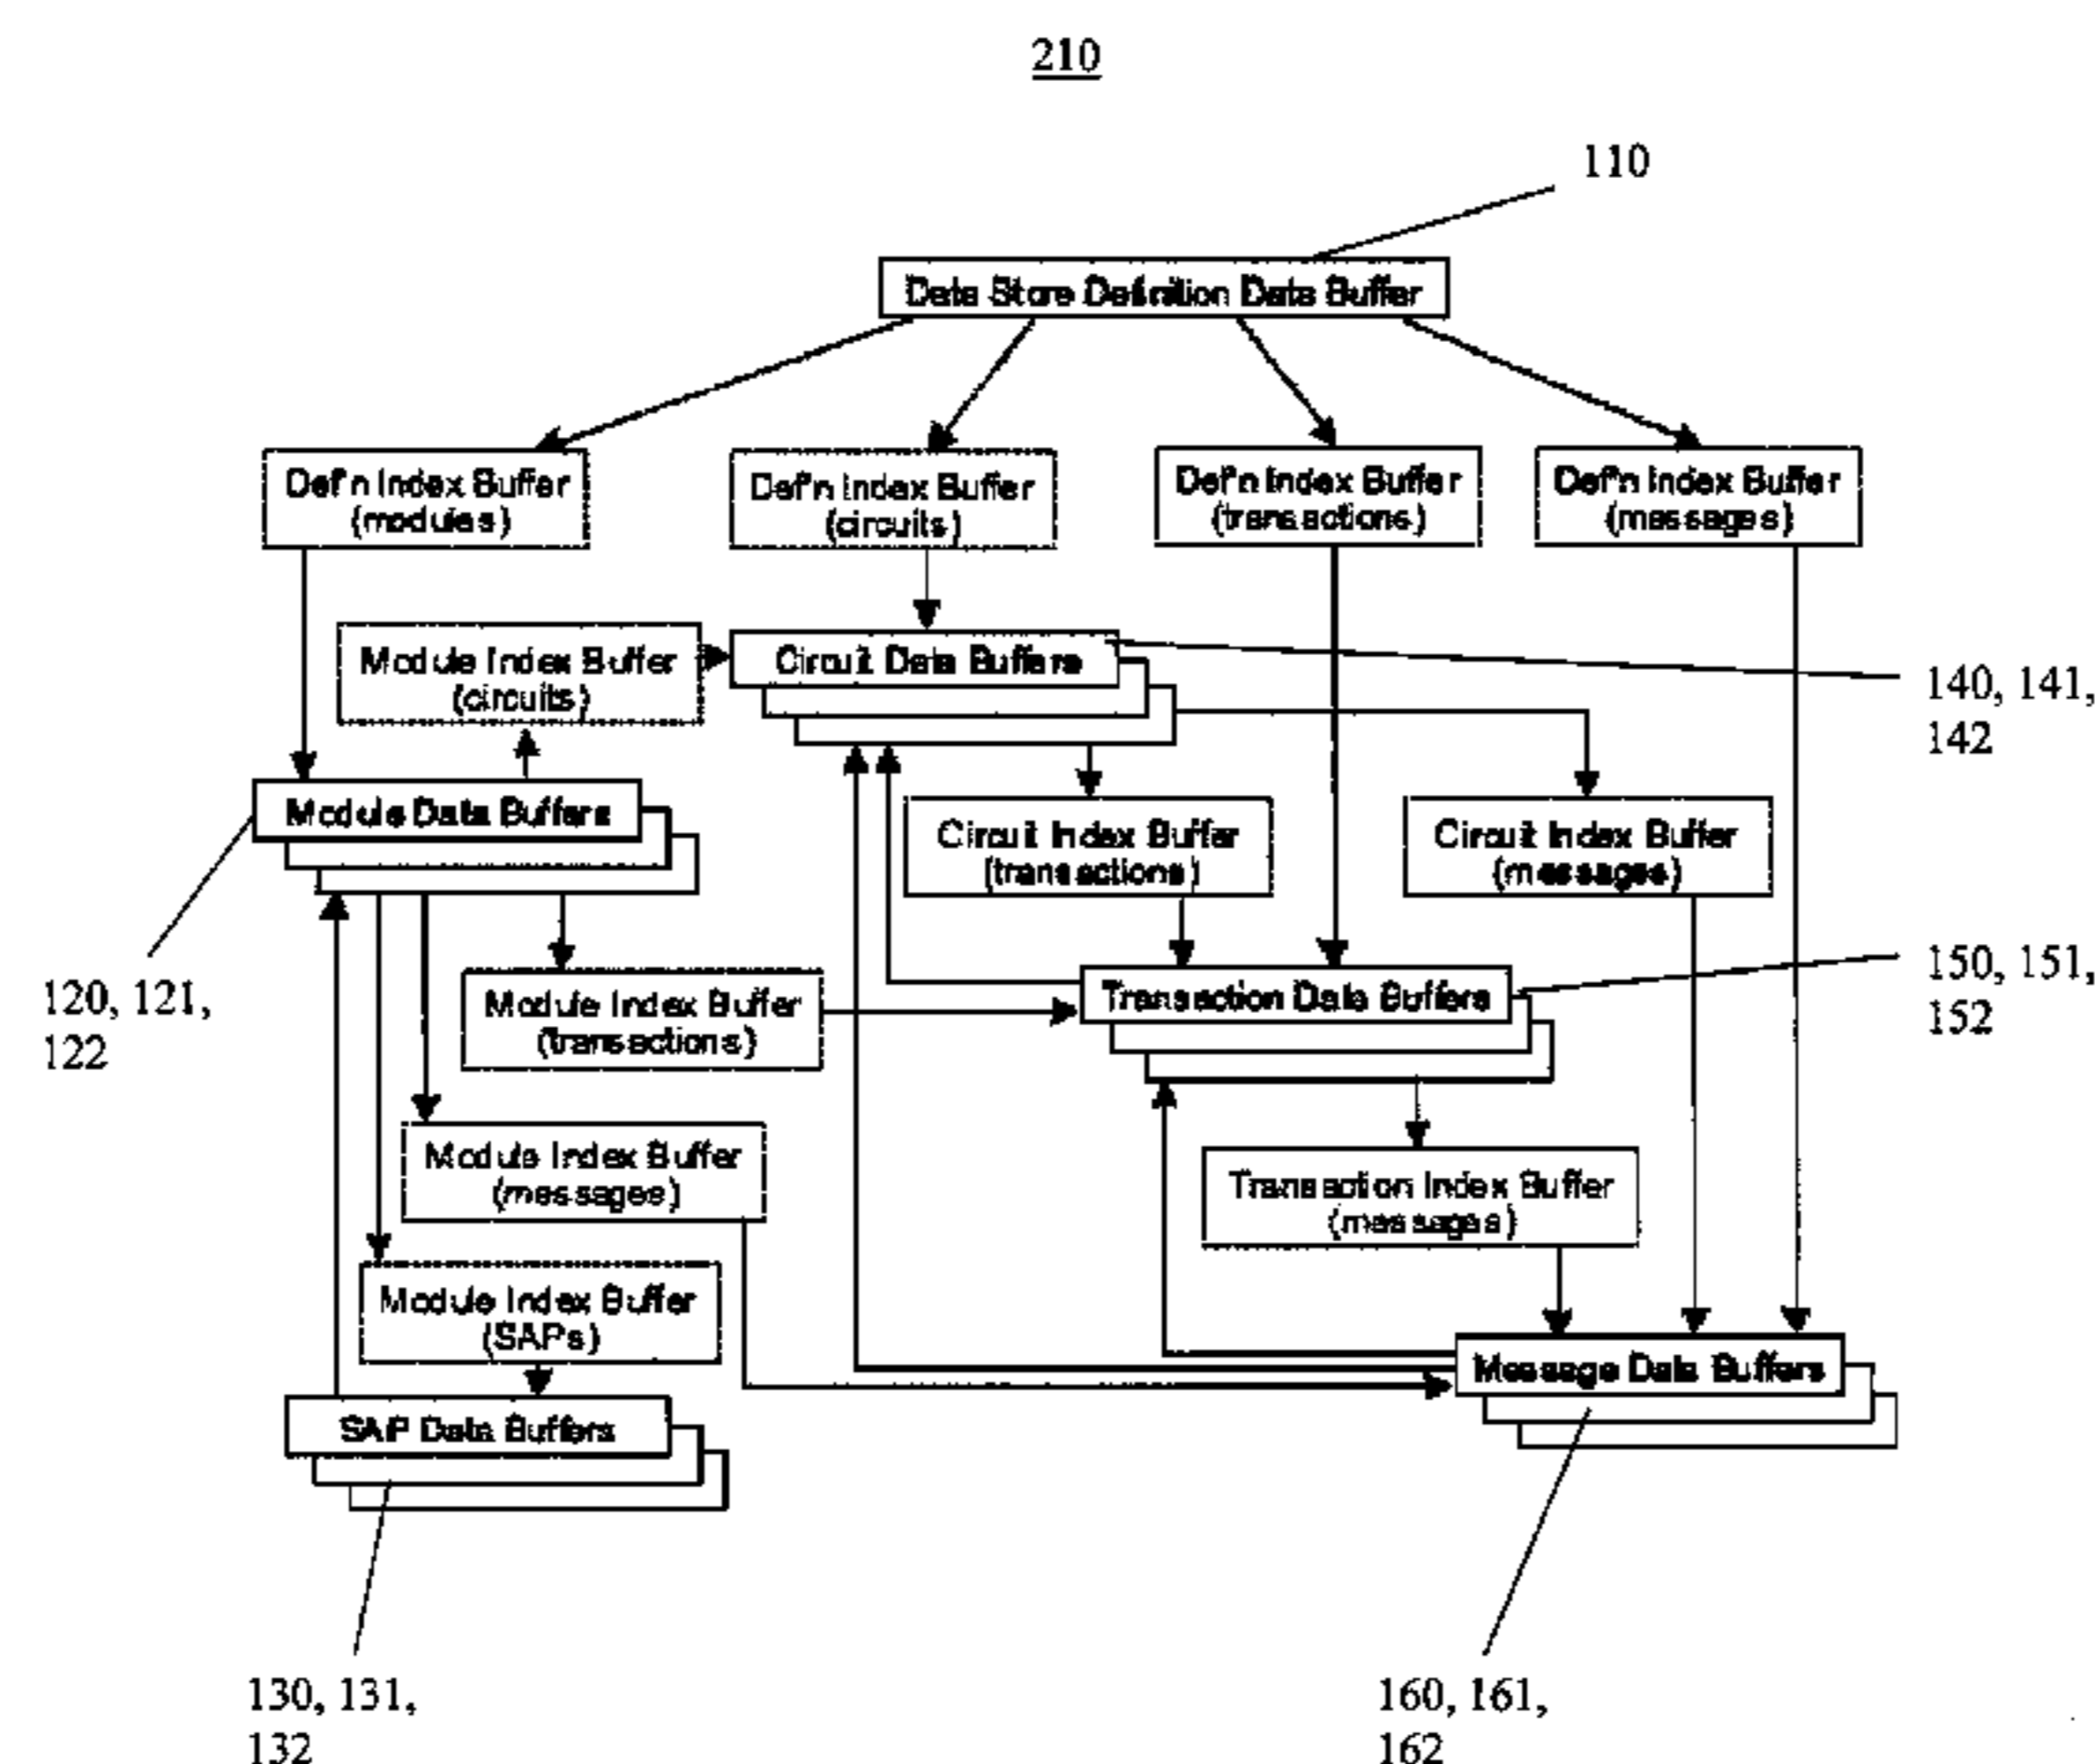 210
110
Data Store Definition Data Buffer
Def'n Index Buffer
(modules)
Def'n Index Buffer
(circuits)
Def'n Index Buffer
(transactions)
Def'n Index Buffer
(messages)
Module Index Buffer
(circuits)
Circuit Data Buffers
140, 141,
142
Module Data Buffers
Circuit Index Buffer
(transactions)
Circuit Index Buffer
(messages)
120, 121,
122
Module Index Buffer
(transactions)
Transaction Data Buffers
150, 151,
152
Module Index Buffer
(messages)
Transaction Index Buffer
(messages)
Module Index Buffer
(SAPs)
Message Data Buffers
SAP Data Buffers
130, 131,
132
160, 161,
162